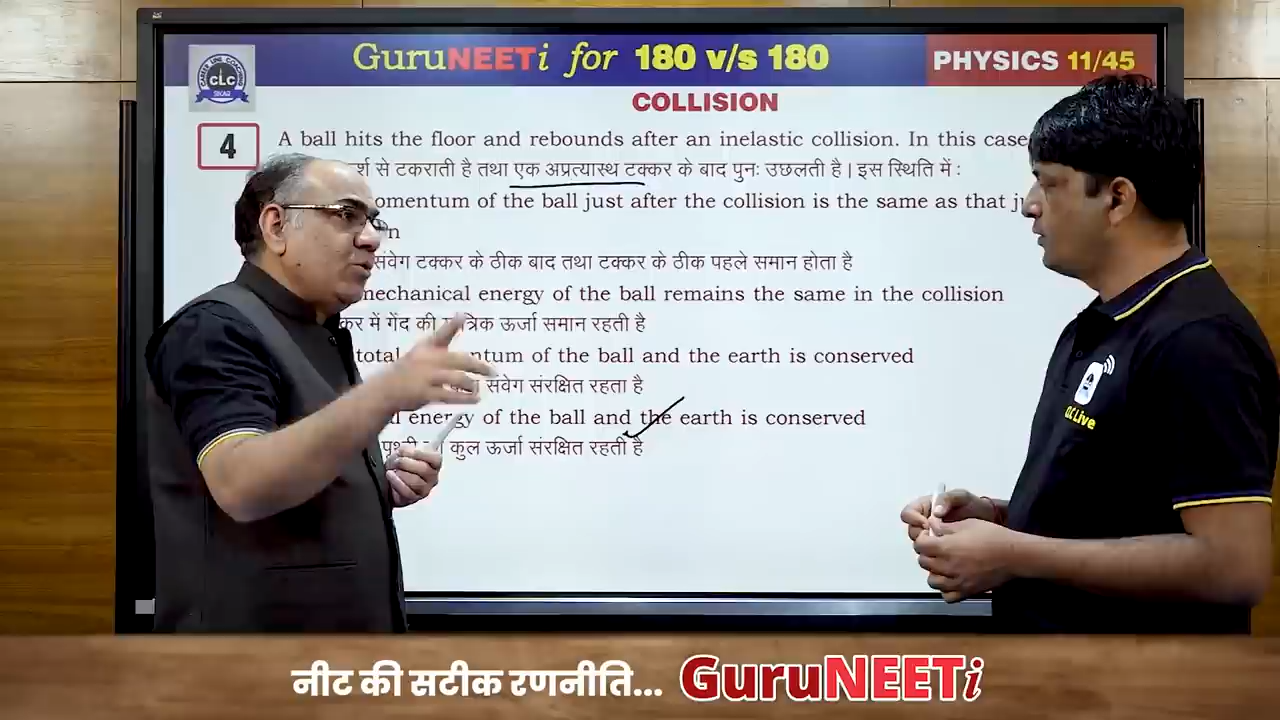 GuruNEETi for 180 v/s 180
PHYSICS 11/45
CLC
SIKAR
COLLISION
4
A ball hits the floor and rebounds after an inelastic collision. In this case
से टकराती है तथा एक अप्रत्यास्थ टक्कर के बाद पुनः उछलती है। इस स्थिति में :
of the ball just after the collision is the same as that
संवेग टक्कर के ठीक बाद तथा टक्कर के ठीक पहले समान होता है
mechanical energy of the ball remains the same in the collision
में गेंद की ऊर्जा समान रहती है
total of the ball and the earth is conserved
संवेग संरक्षित रहता है
energy of the ball and the earth is conserved
कुल ऊर्जा संरक्षित रहती है
CLC Live
नीट की सटीक रणनीति... GuruNEETi